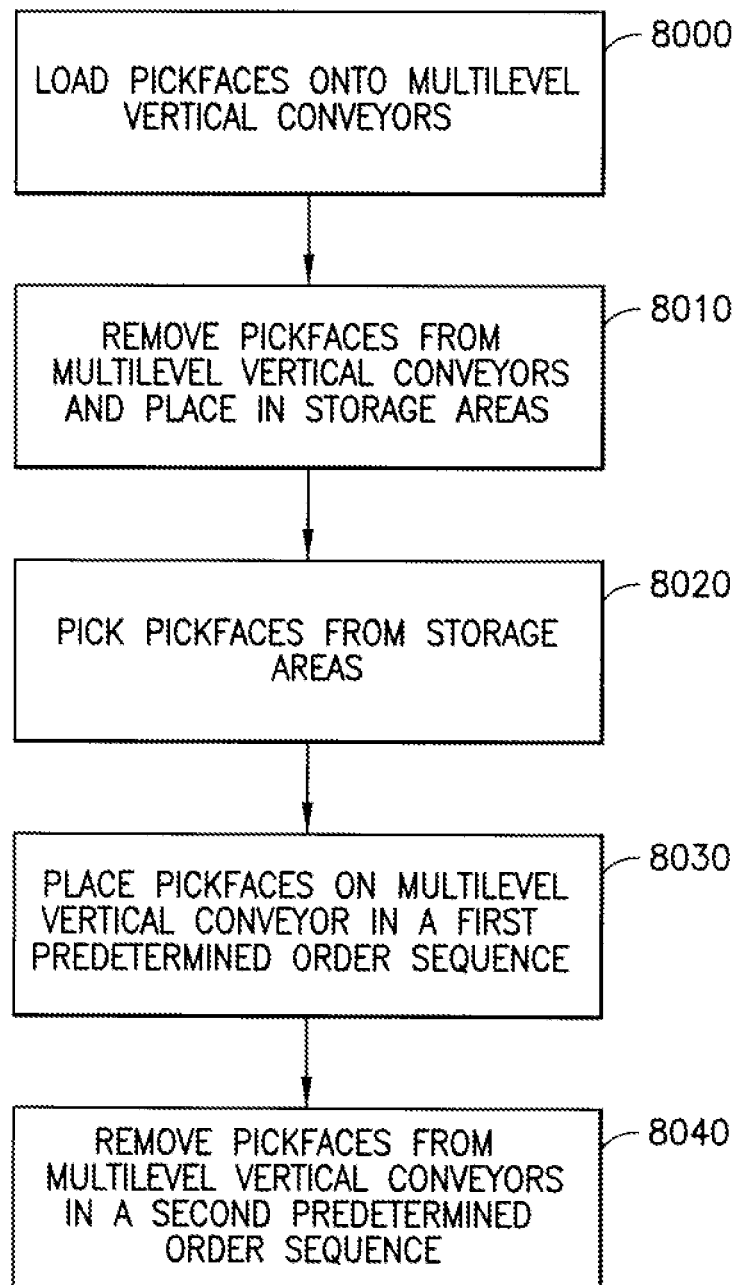 8000
LOAD PICKFACES ONTO MULTILEVEL
VERTICAL CONVEYORS
8010
REMOVE PICKFACES FROM
MULTILEVEL VERTICAL CONVEYORS
AND PLACE IN STORAGE AREAS
8020
PICK PICKFACES FROM STORAGE
AREAS
8030
PLACE PICKFACES ON MULTILEVEL
VERTICAL CONVEYOR IN A FIRST
PREDETERMINED ORDER SEQUENCE
8040
REMOVE PICKFACES FROM
MULTILEVEL VERTICAL CONVEYORS
IN A SECOND PREDETERMINED
ORDER SEQUENCE